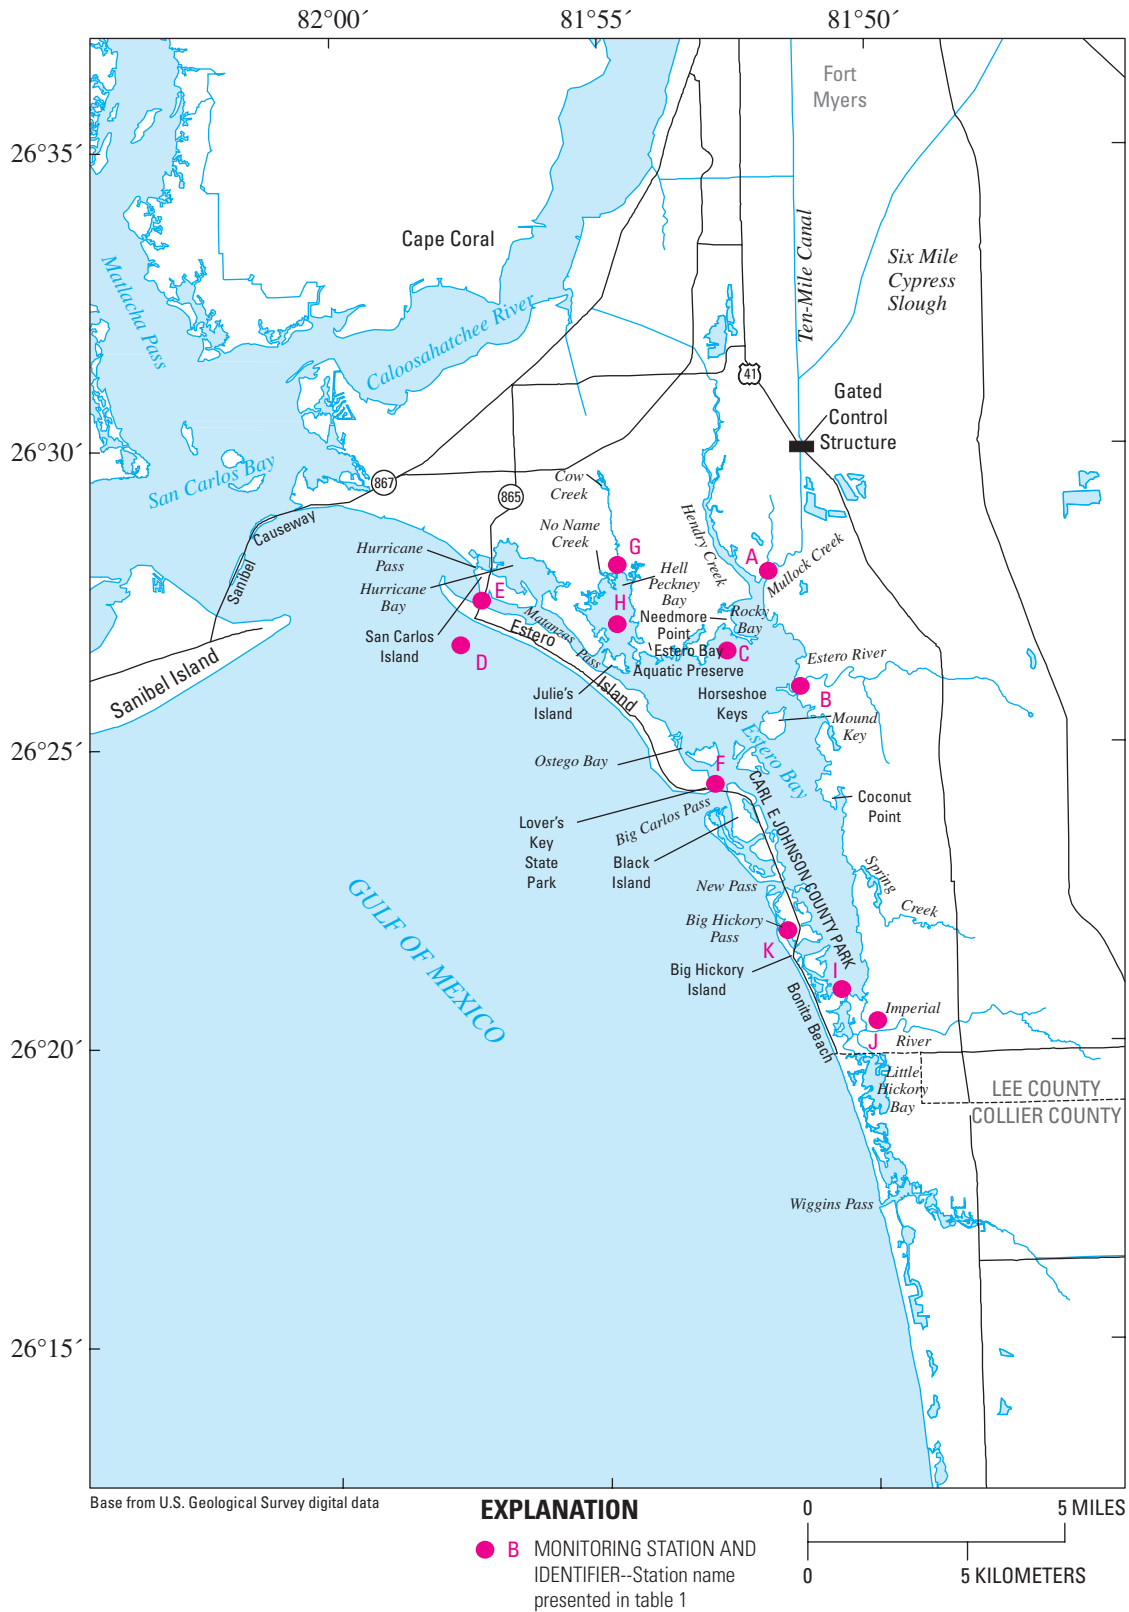 82°00´
81°55´
81°50´
Fort
Myers
26°35´
Cape Coral
Ten-Mile Canal
Six Mile
Cypress
Slough
Matlacha Pass
Caloosahatchee River
41
Gated
Control
Structure
26°30´
San Carlos Bay
867
865
Cow
Creek
Hendry Creek
Sanibel
Causeway
No Name
Creek
G
A
Mullock Creek
Hurricane
Pass
Hell
Peckney
Bay
Hurricane
Bay
E
H
Needmore
Point
Rocky
Bay
San Carlos
Island
Matanzas
Pass
Estero
Island
Estero Bay
Aquatic Preserve
C
D
Estero River
Sanibel Island
Julie's
Island
Horseshoe
Keys
B
Mound
Key
26°25´
Ostego Bay
F
Estero Bay
Coconut
Point
Big Carlos Pass
CARL E JOHNSON COUNTY PARK
Lover's
Key
State
Park
Black
Island
Spring
Creek
New Pass
GULF OF MEXICO
Big Hickory
Pass
K
Big Hickory
Island
I
Bonita Beach
Imperial
River
J
26°20´
Little
Hickory
Bay
LEE COUNTY
COLLIER COUNTY
Wiggins Pass
26°15´
Base from U.S. Geological Survey digital data
EXPLANATION
B MONITORING STATION AND
IDENTIFIER--Station name
presented in table 1
0 5 MILES
0 5 KILOMETERS